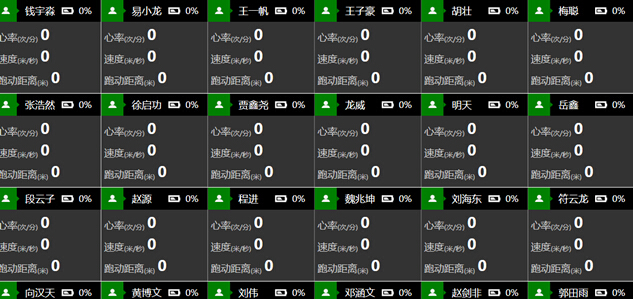 钱宇淼 0% 易小龙 0% 王一帆 0% 王子豪 0% 胡壮 0% 梅聪 0%
心率(次/分) 0 心率(次/分) 0 心率(次/分) 0 心率(次/分) 0 心率(次/分) 0 心率(次/分) 0
速度(米/秒) 0 速度(米/秒) 0 速度(米/秒) 0 速度(米/秒) 0 速度(米/秒) 0 速度(米/秒) 0
跑动距离(米) 0 跑动距离(米) 0 跑动距离(米) 0 跑动距离(米) 0 跑动距离(米) 0 跑动距离(米) 0
张浩然 0% 徐启功 0% 贾鑫尧 0% 龙威 0% 明天 0% 岳鑫 0%
心率(次/分) 0 心率(次/分) 0 心率(次/分) 0 心率(次/分) 0 心率(次/分) 0 心率(次/分) 0
速度(米/秒) 0 速度(米/秒) 0 速度(米/秒) 0 速度(米/秒) 0 速度(米/秒) 0 速度(米/秒) 0
跑动距离(米) 0 跑动距离(米) 0 跑动距离(米) 0 跑动距离(米) 0 跑动距离(米) 0 跑动距离(米) 0
段云子 0% 赵源 0% 程进 0% 魏兆坤 0% 刘海东 0% 符云龙 0%
心率(次/分) 0 心率(次/分) 0 心率(次/分) 0 心率(次/分) 0 心率(次/分) 0 心率(次/分) 0
速度(米/秒) 0 速度(米/秒) 0 速度(米/秒) 0 速度(米/秒) 0 速度(米/秒) 0 速度(米/秒) 0
跑动距离(米) 0 跑动距离(米) 0 跑动距离(米) 0 跑动距离(米) 0 跑动距离(米) 0 跑动距离(米) 0
向汉天 0% 黄博文 0% 刘伟 0% 邓涵文 0% 赵剑非 0% 郭田雨 0%